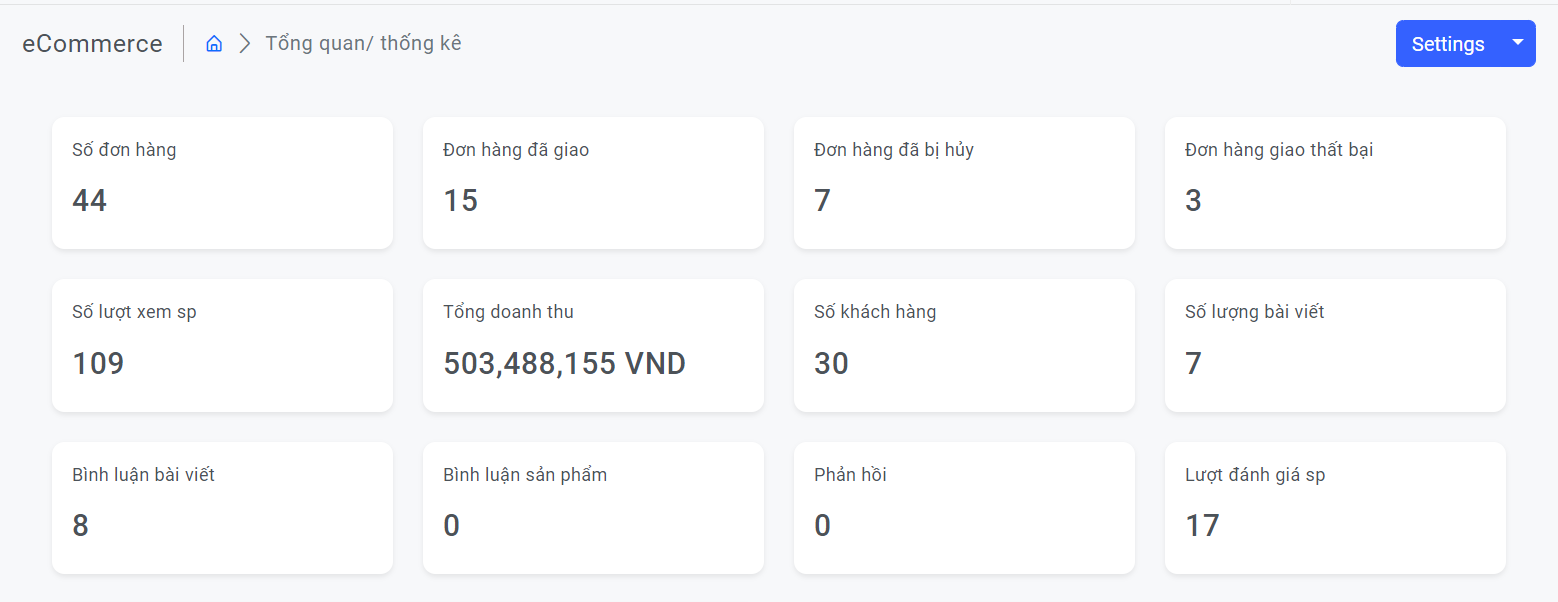 eCommerce Tổng quan/ thống kê Settings
Số đơn hàng
44
Đơn hàng đã giao
15
Đơn hàng đã bị hủy
7
Đơn hàng giao thất bại
3
Số lượt xem sp
109
Tổng doanh thu
503,488,155 VND
Số khách hàng
30
Số lượng bài viết
7
Bình luận bài viết
8
Bình luận sản phẩm
0
Phản hồi
0
Lượt đánh giá sp
17